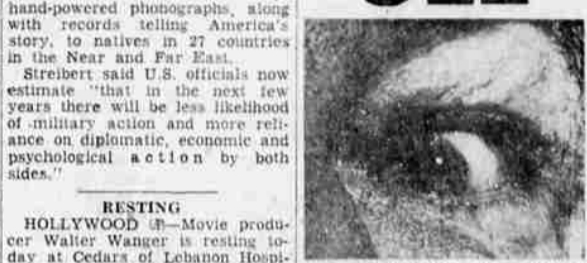 hand-powered phonographs, along
with records telling America's
story, to natives in 27 countries
in the Near and Far East.
Streibert said U.S. officials now
estimate "that in the next few
years there will be less likelihood
of military action and more reli-
ance on diplomatic, economic and
psychological action by both
sides."
RESTING
HOLLYWOOD (AP)—Movie produ-
cer Walter Wanger is resting to-
day at Cedars of Lebanon Hospi-